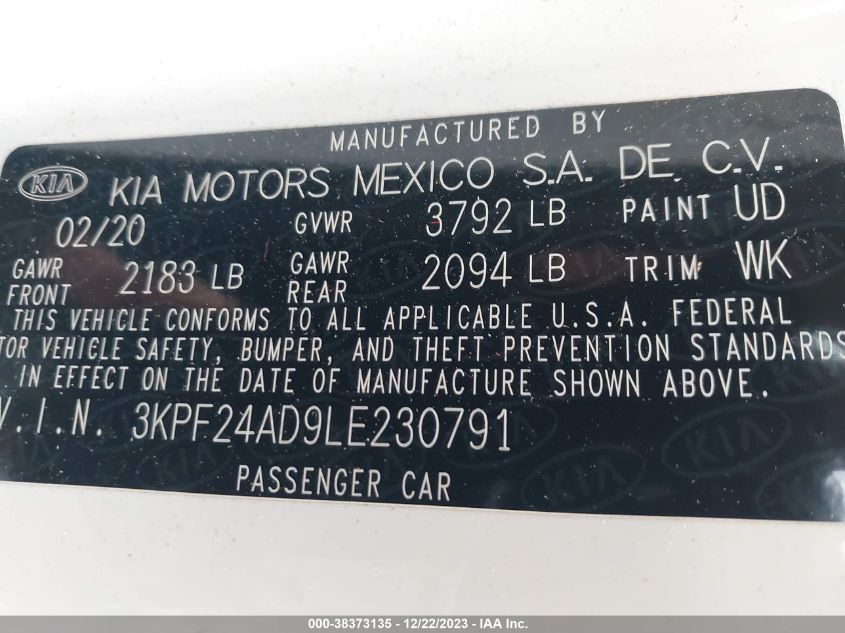 MANUFACTURED BY
KIA KIA MOTORS MEXICO S.A. DE C.V.
02/20 GVWR 3792 LB PAINT UD
GAWR FRONT 2183 LB GAWR REAR 2094 LB TRIM WK
THIS VEHICLE CONFORMS TO ALL APPLICABLE U.S.A. FEDERAL
TOR VEHICLE SAFETY, BUMPER, AND THEFT PREVENTION STANDARDS
IN EFFECT ON THE DATE OF MANUFACTURE SHOWN ABOVE.
V.I.N. 3KPF24AD9LE230791
PASSENGER CAR
000-38373135 - 12/22/2023 - IAA Inc.